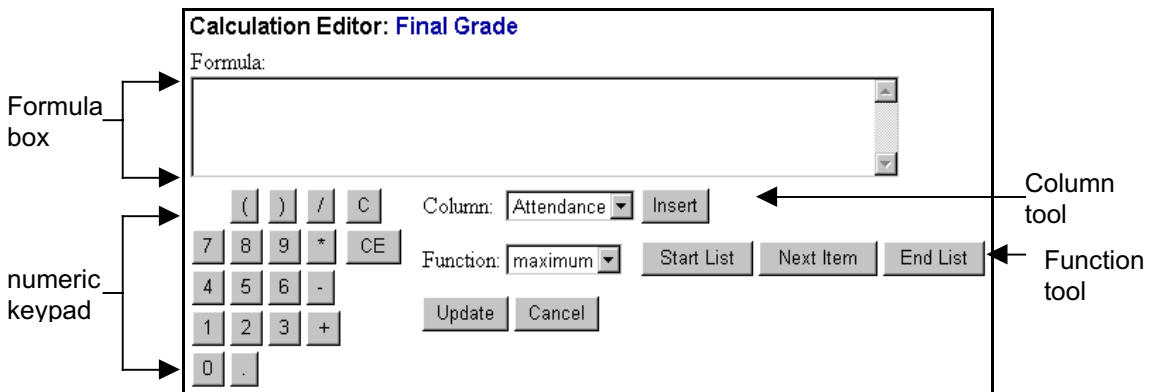 Calculation Editor: Final Grade
Formula:
Formula
box
( ) / C
Column: Attendance Insert
Column
tool
7 8 9 * CE
Function: maximum Start List Next Item End List
Function
tool
numeric
keypad
4 5 6 -
Update Cancel
1 2 3 +
0 .